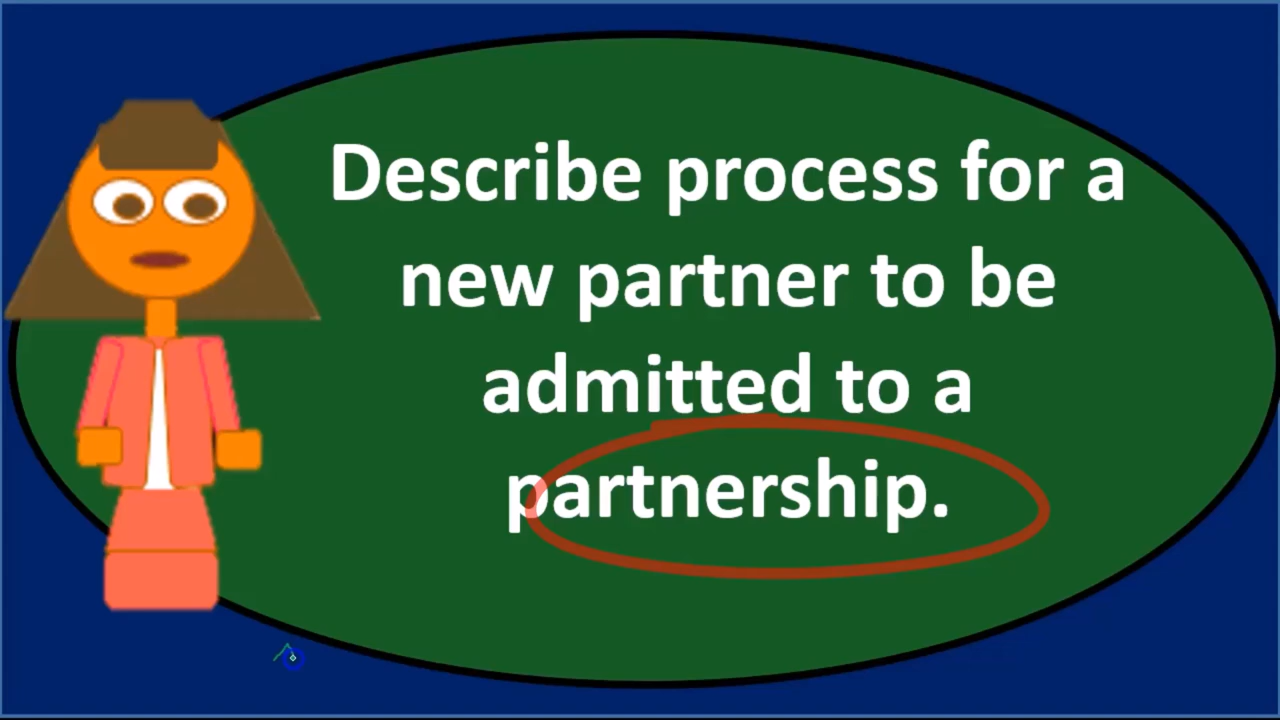 Describe process for a
new partner to be
admitted to a
partnership.